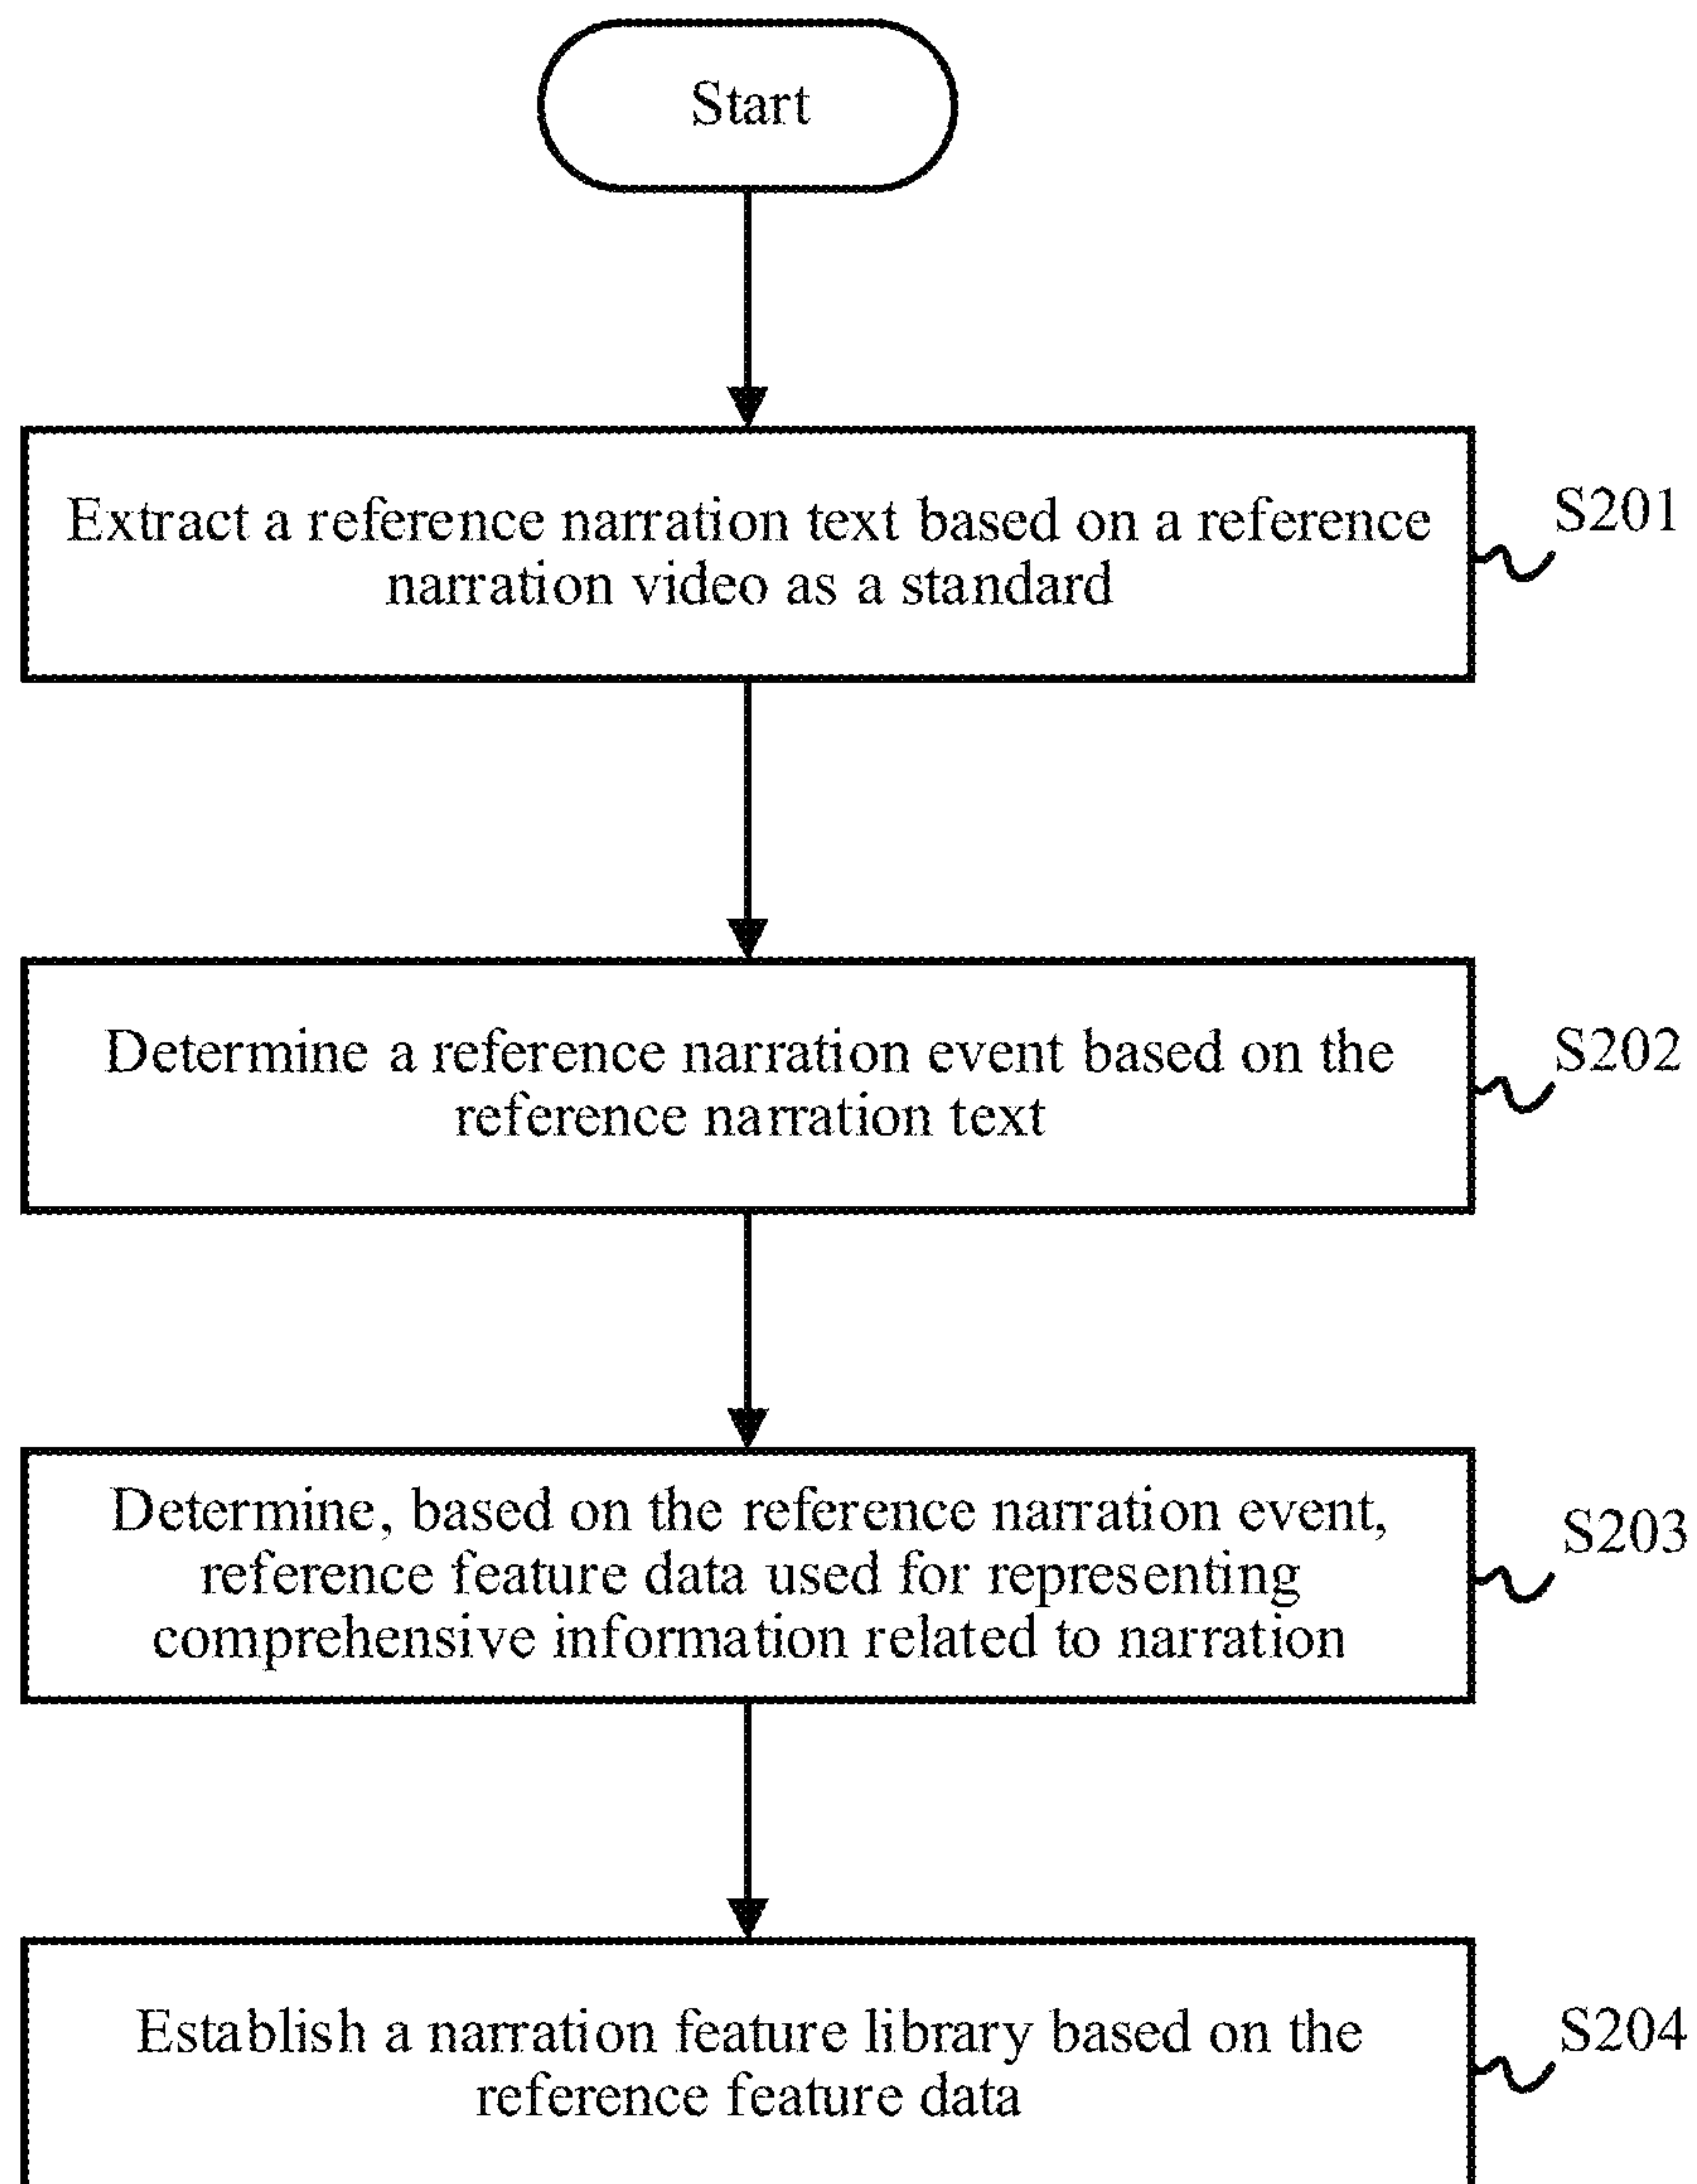 Start
Extract a reference narration text based on a reference
narration video as a standard
S201
Determine a reference narration event based on the
reference narration text
S202
Determine, based on the reference narration event,
reference feature data used for representing
comprehensive information related to narration
S203
Establish a narration feature library based on the
reference feature data
S204